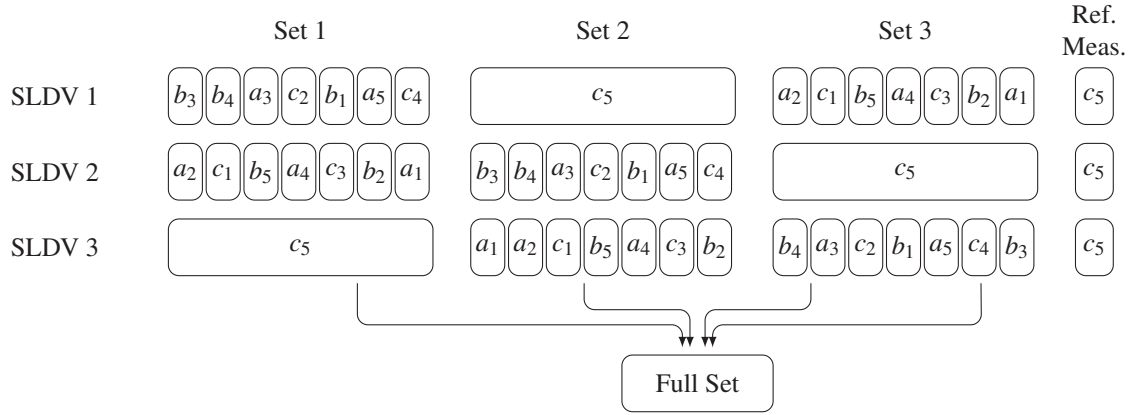 Set 1 Set 2 Set 3 Ref. Meas.
SLDV 1 b₃ b₄ a₃ c₂ b₁ a₅ c₄ c₅ a₂ c₁ b₅ a₄ c₃ b₂ a₁ c₅
SLDV 2 a₂ c₁ b₅ a₄ c₃ b₂ a₁ b₃ b₄ a₃ c₂ b₁ a₅ c₄ c₅ c₅
SLDV 3 c₅ a₁ a₂ c₁ b₅ a₄ c₃ b₂ b₄ a₃ c₂ b₁ a₅ c₄ b₃ c₅
Full Set